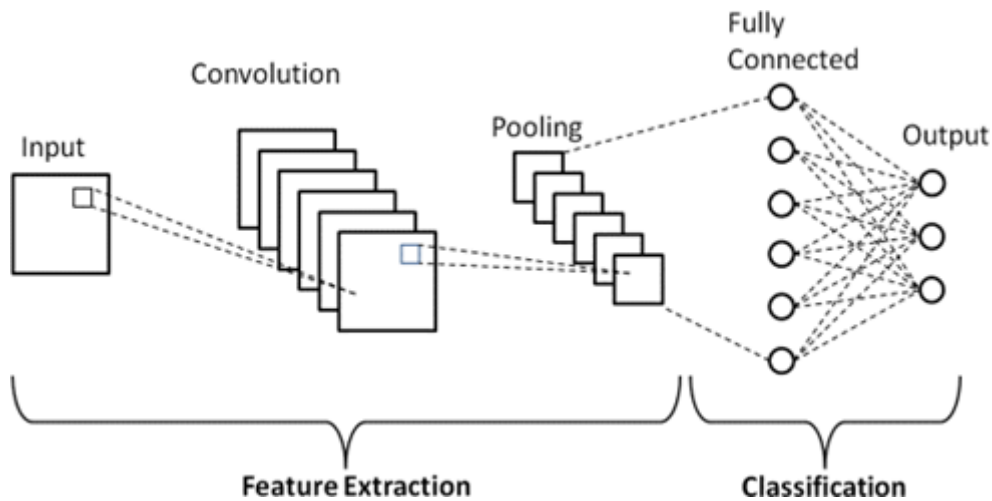 Input
Convolution
Pooling
Fully
Connected
Output
Feature Extraction
Classification